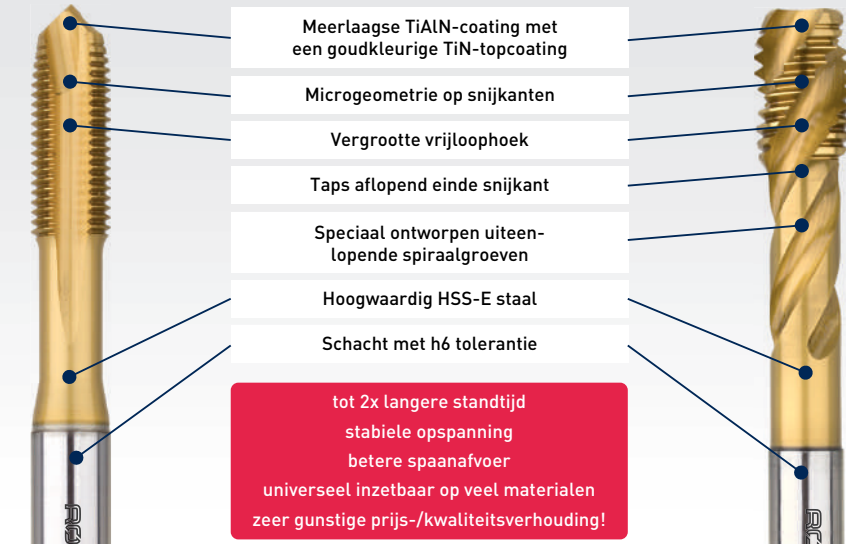 Meerlaagse TiAlN-coating met
een goudkleurige TiN-topcoating
Microgeometrie op snijkanten
Vergrootte vrijloophoek
Taps aflopend einde snijkant
Speciaal ontworpen uiteen-
lopende spiraalgroeven
Hoogwaardig HSS-E staal
Schacht met h6 tolerantie
tot 2x langere standtijd
stabiele opspanning
betere spaanafvoer
universeel inzetbaar op veel materialen
zeer gunstige prijs-/kwaliteitsverhouding!